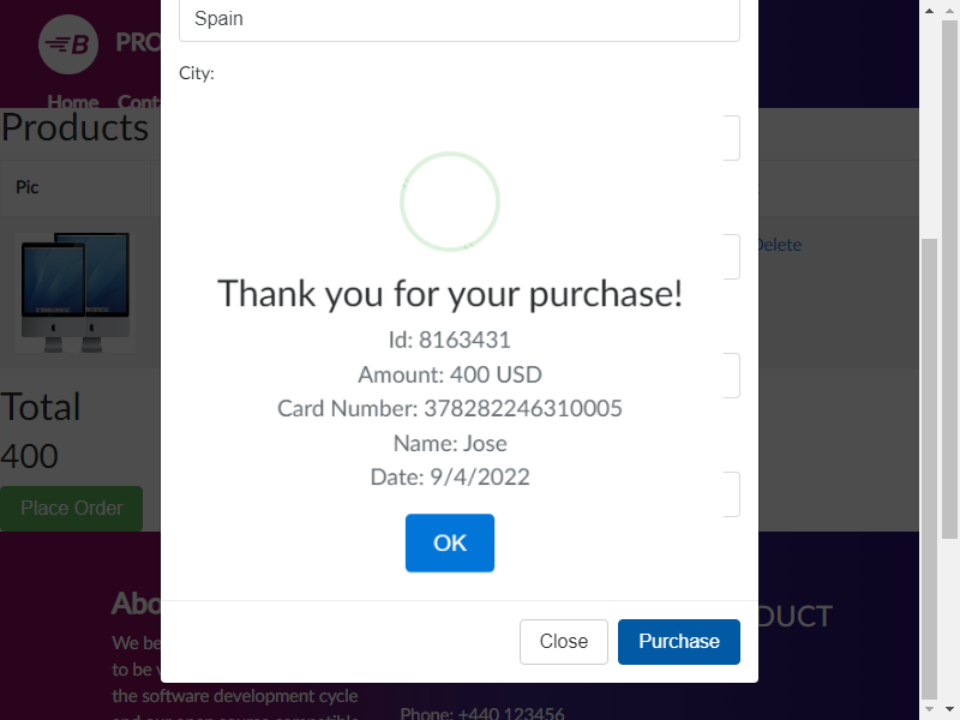 Spain
B PRO
City:
Home Cont
Products
Pic
Delete
Thank you for your purchase!
Id: 8163431
Amount: 400 USD
Card Number: 378282246310005
Name: Jose
Date: 9/4/2022
Total
400
Place Order
OK
Abo
DUCT
We be
Close
Purchase
to be
the software development cycle
Phone: +440 123456